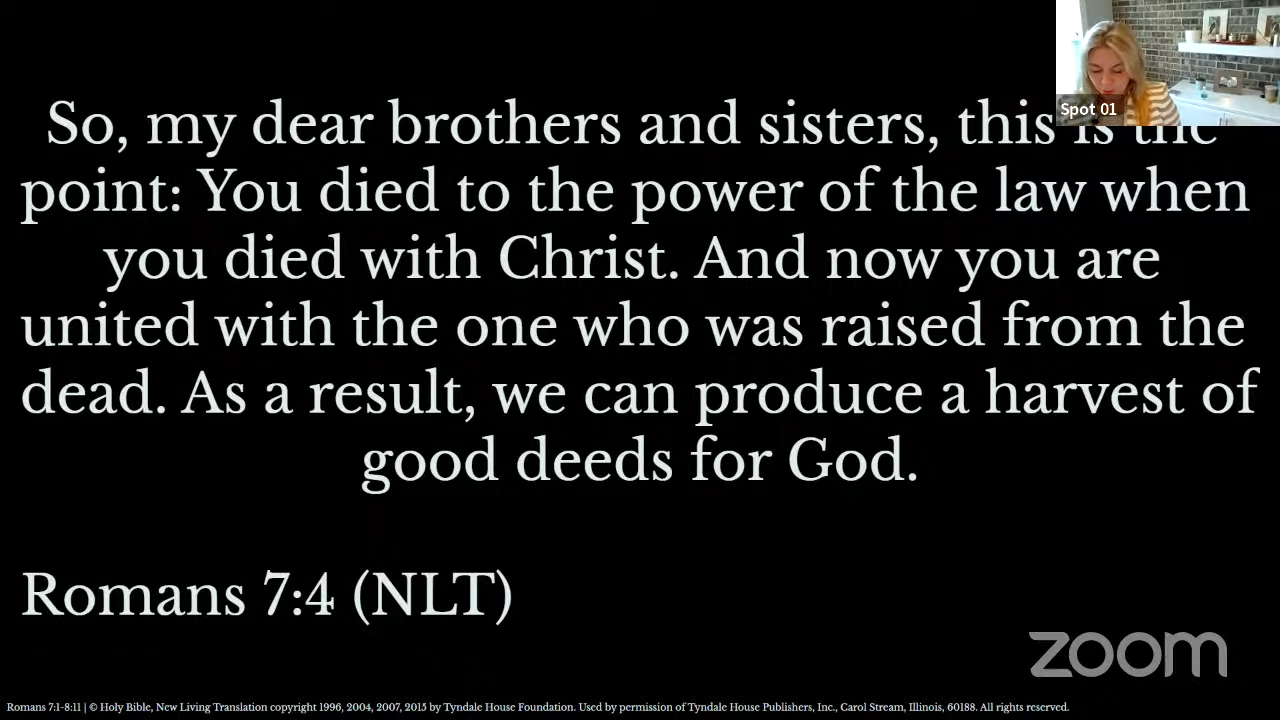 Spot 01
So, my dear brothers and sisters, this is the
point: You died to the power of the law when
you died with Christ. And now you are
united with the one who was raised from the
dead. As a result, we can produce a harvest of
good deeds for God.
Romans 7:4 (NLT)
zoom
Romans 7:1-8:11 | © Holy Bible, New Living Translation copyright 1996, 2004, 2007, 2015 by Tyndale House Foundation. Used by permission of Tyndale House Publishers, Inc., Carol Stream, Illinois, 60188. All rights reserved.